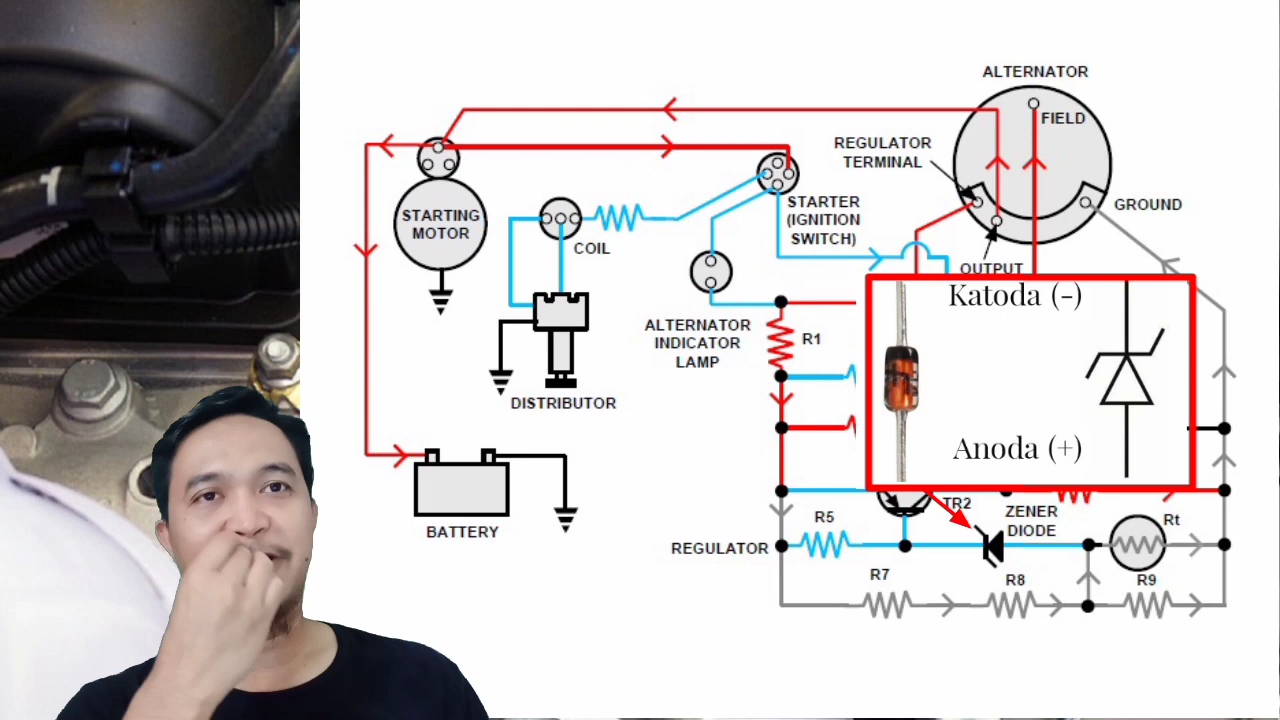 ALTERNATOR
FIELD
REGULATOR
TERMINAL
GROUND
STARTING
MOTOR
STARTER
(IGNITION
SWITCH)
COIL
OUTPUT
Katoda (-)
ALTERNATOR
INDICATOR
LAMP
R1
DISTRIBUTOR
Anoda (+)
BATTERY
TR2
ZENER
DIODE
R5
Rt
REGULATOR
R7
R8
R9